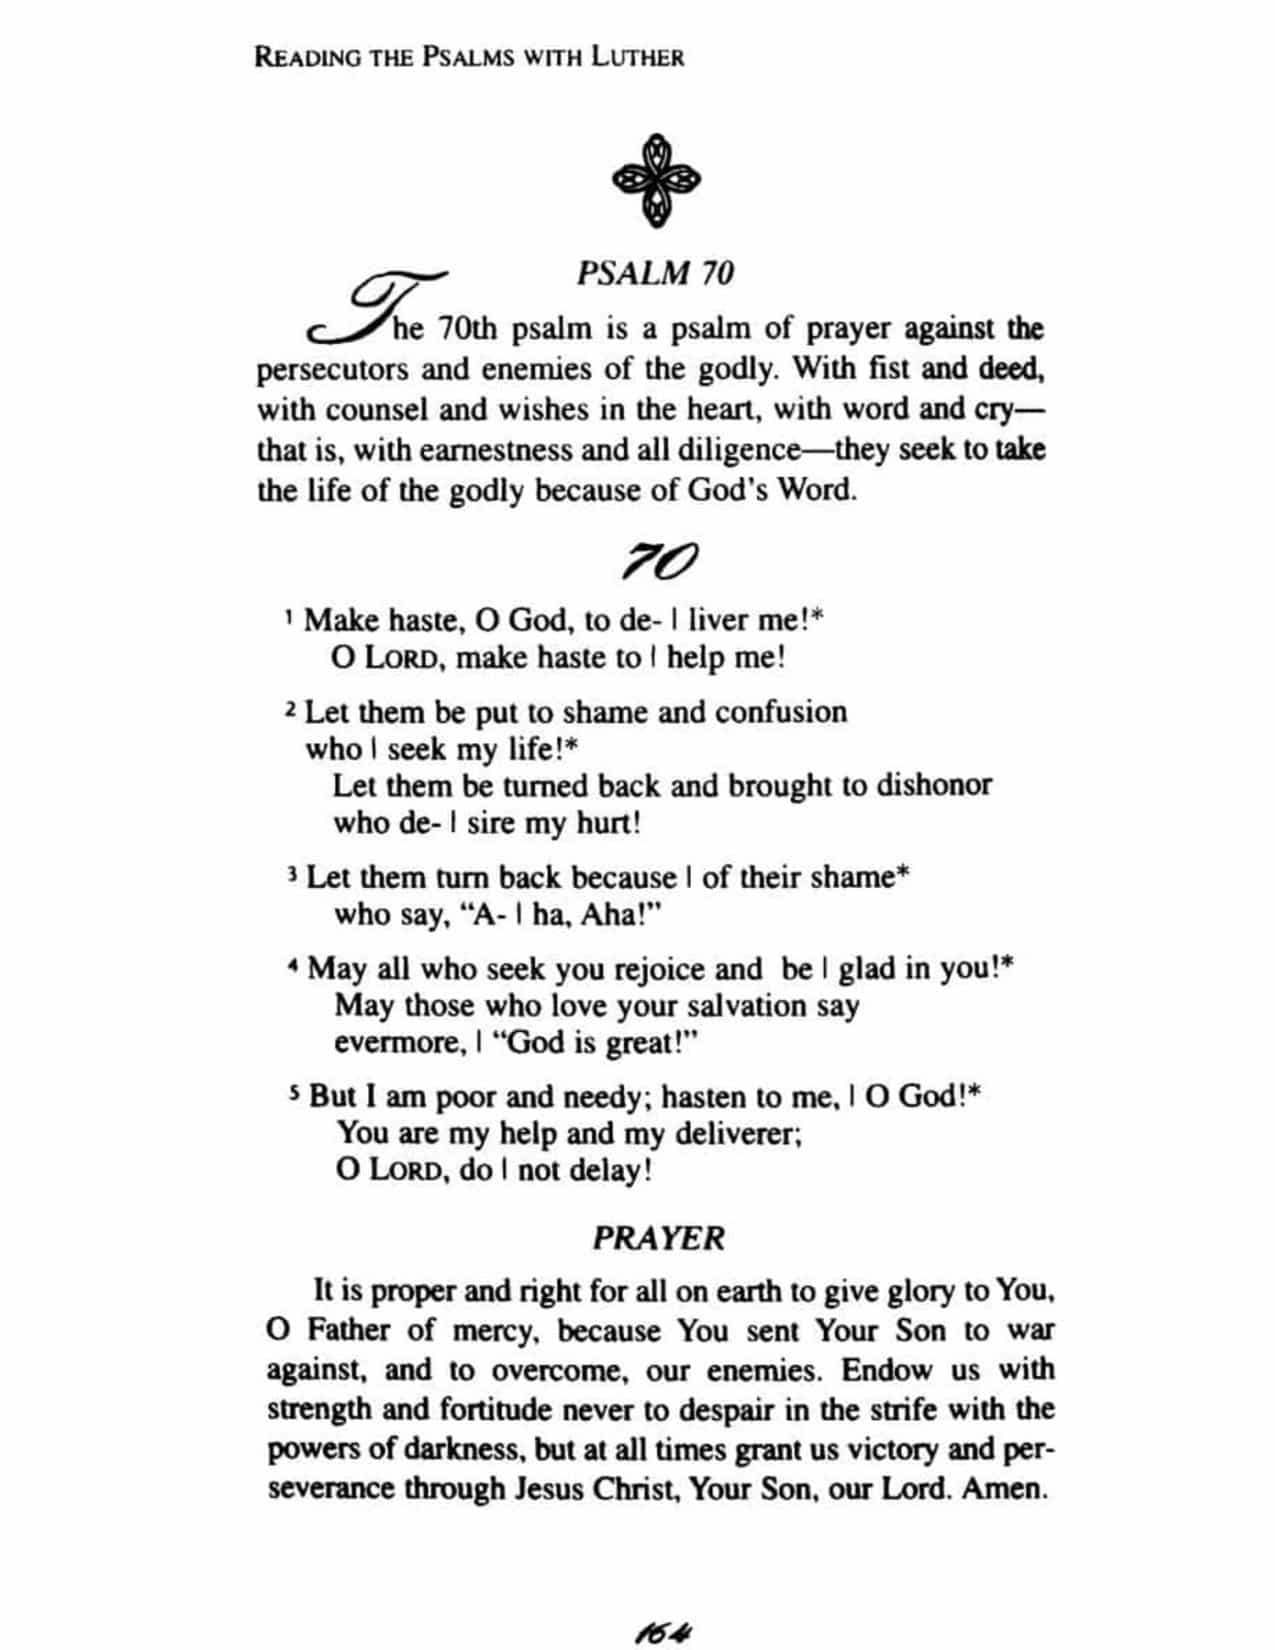 READING THE PSALMS WITH LUTHER
PSALM 70
The 70th psalm is a psalm of prayer against the
persecutors and enemies of the godly. With fist and deed,
with counsel and wishes in the heart, with word and cry—
that is, with earnestness and all diligence—they seek to take
the life of the godly because of God's Word.
70
1 Make haste, O God, to de- | liver me!*
O LORD, make haste to | help me!
2 Let them be put to shame and confusion
who | seek my life!*
Let them be turned back and brought to dishonor
who de- | sire my hurt!
3 Let them turn back because | of their shame*
who say, “A- | ha, Aha!”
4 May all who seek you rejoice and be | glad in you!*
May those who love your salvation say
evermore, | “God is great!”
5 But I am poor and needy; hasten to me, | O God!*
You are my help and my deliverer;
O LORD, do | not delay!
PRAYER
It is proper and right for all on earth to give glory to You,
O Father of mercy, because You sent Your Son to war
against, and to overcome, our enemies. Endow us with
strength and fortitude never to despair in the strife with the
powers of darkness, but at all times grant us victory and per-
severance through Jesus Christ, Your Son, our Lord. Amen.
164